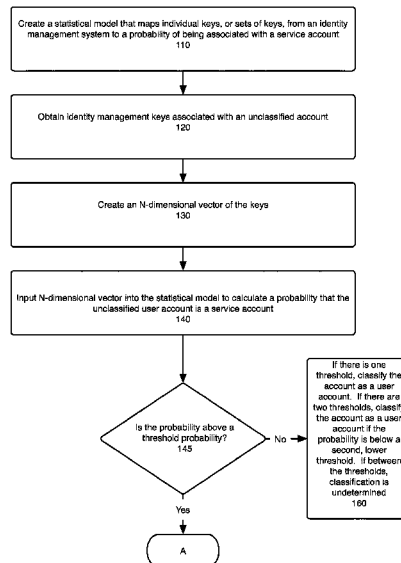 Create a statistical model that maps individual keys, or sets of keys, from an identity
management system to a probability of being associated with a service account
110
Obtain identity management keys associated with an unclassified account
120
Create an N-dimensional vector of the keys
130
Input N-dimensional vector into the statistical model to calculate a probability that the
unclassified user account is a service account
140
Is the probability above a
threshold probability?
145
No
If there is one
threshold, classify the
account as a user
account. If there are
two thresholds, classify
the account as a user
account if the
probability is below a
second, lower
threshold. If between
the thresholds,
classification is
undetermined
160
Yes
A